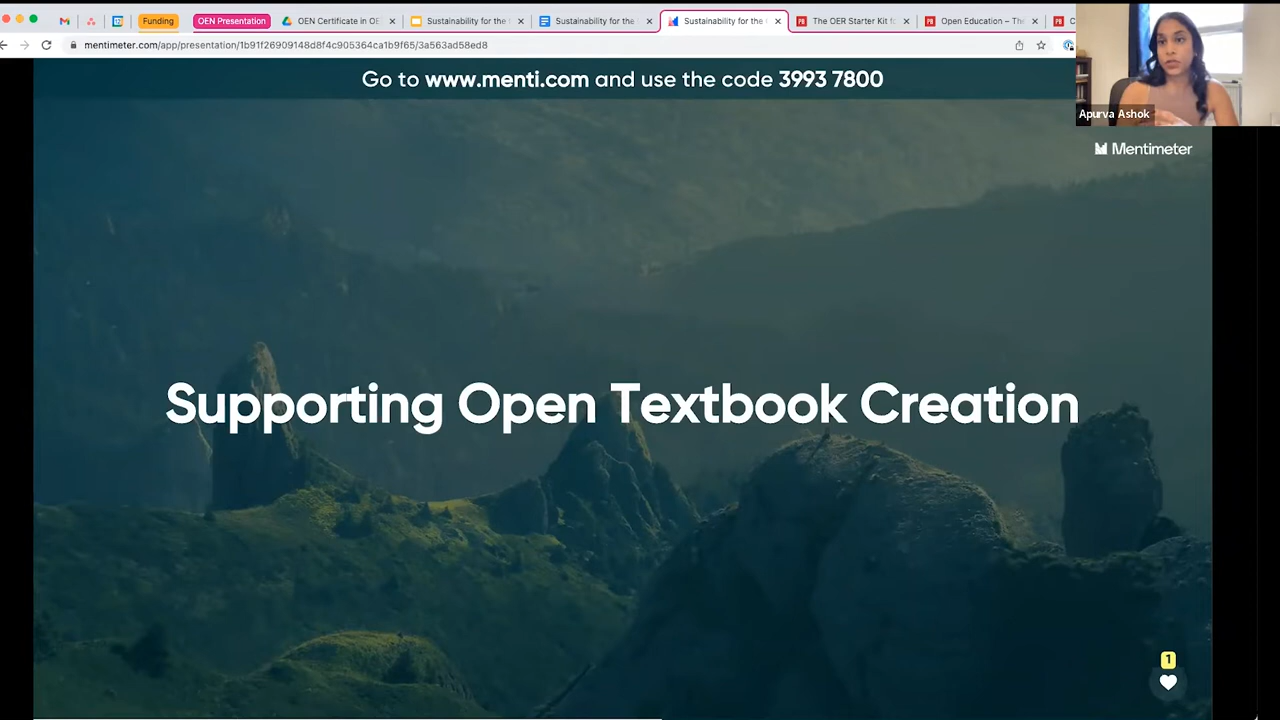 Funding
OEN Presentation
OEN Certificate in OE
Sustainability for the
Sustainability for the
Sustainability for the
The OER Starter Kit fo
Open Education – The
mentimeter.com/app/presentation/1b91f26909148d8f4c905364ca1b9f65/3a563ad58ed8
Go to www.menti.com and use the code 3993 7800
Apurva Ashok
Mentimeter
Supporting Open Textbook Creation
1